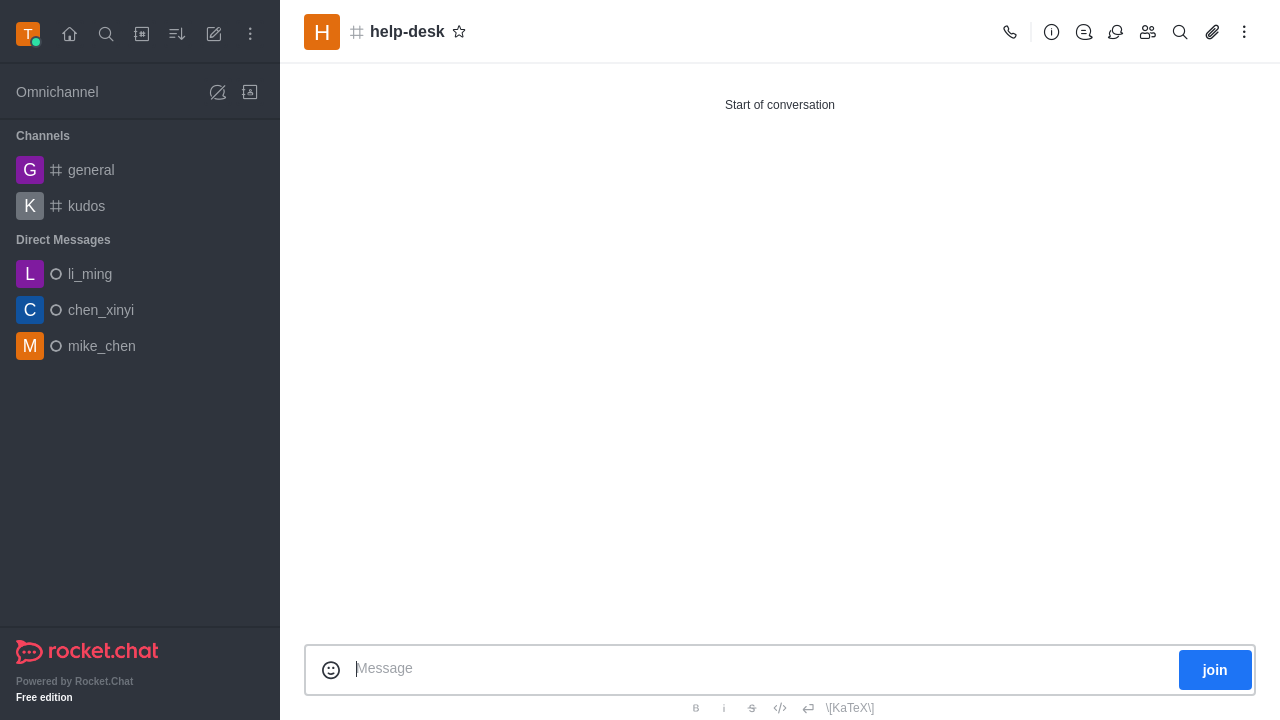 T
Omnichannel
Channels
G general
K kudos
Direct Messages
L li_ming
C chen_xinyi
M mike_chen
rocket.chat
Powered by Rocket.Chat
Free edition
H help-desk
Start of conversation
Message
join
B i S \[KaTeX\]